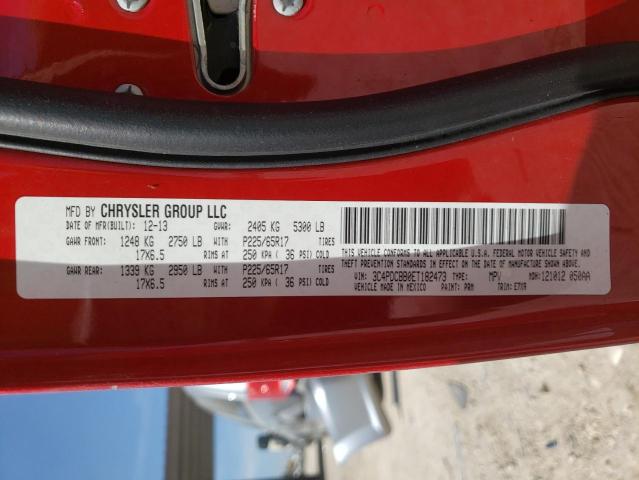 MFD BY CHRYSLER GROUP LLC
DATE OF MFR(BUILT): 12-13 GVWR: 2405 KG 5300 LB
GAWR FRONT: 1248 KG 2750 LB WITH P225/65R17 TIRES
17X6.5 RIMS AT 250 KPA ( 36 PSI) COLD
GAWR REAR: 1339 KG 2950 LB WITH P225/65R17 TIRES
17X6.5 RIMS AT 250 KPA ( 36 PSI) COLD
THIS VEHICLE CONFORMS TO ALL APPLICABLE U.S.A. FEDERAL MOTOR VEHICLE SAFETY AND
THEFT PREVENTION STANDARDS IN EFFECT ON THE DATE OF MANUFACTURE SHOWN ABOVE.
VIN: 3C4PDCBB0ET182473 TYPE: MPV MDH: 121012 050AA
VEHICLE MADE IN MEXICO PAINT: PRM TRIM: E7X9